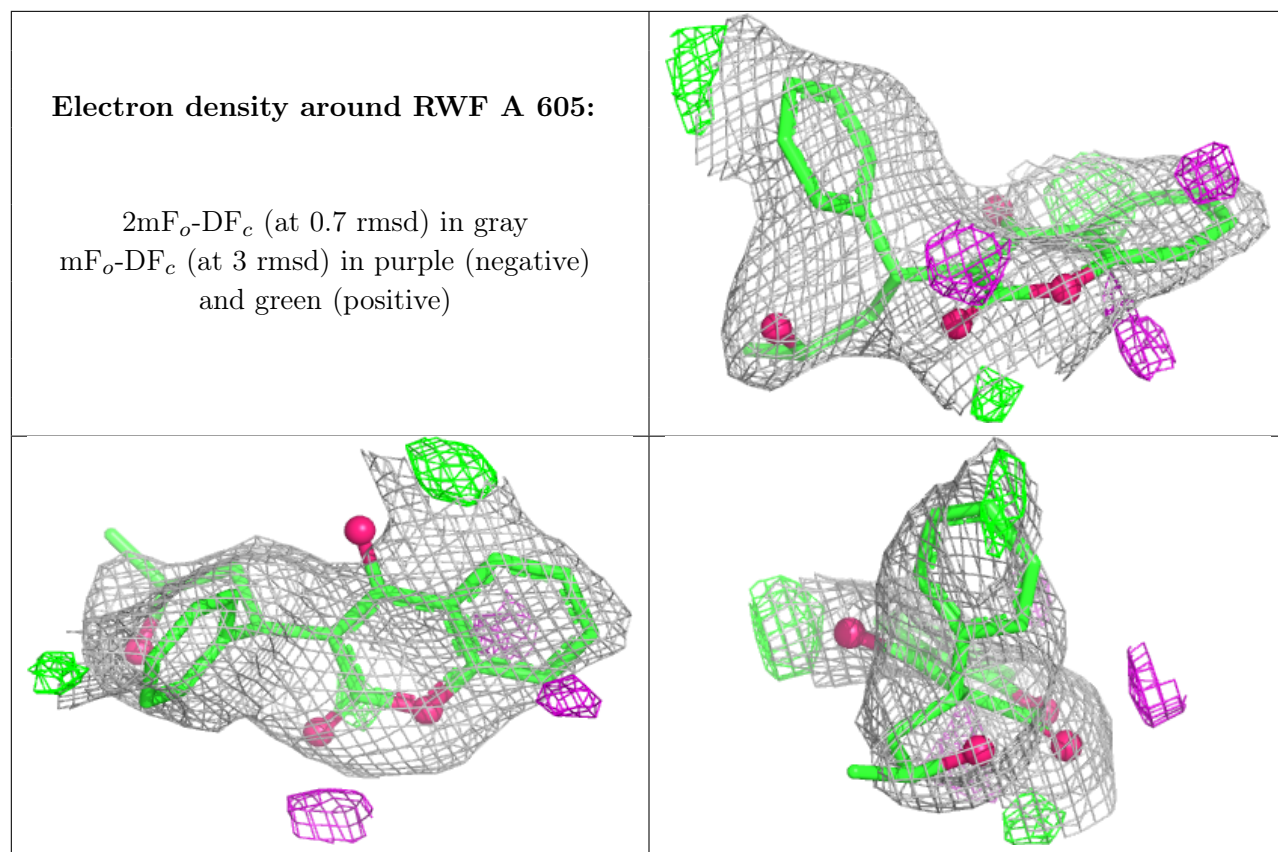 Electron density around RWF A 605:
2mFo-DFc (at 0.7 rmsd) in gray
mFo-DFc (at 3 rmsd) in purple (negative)
and green (positive)